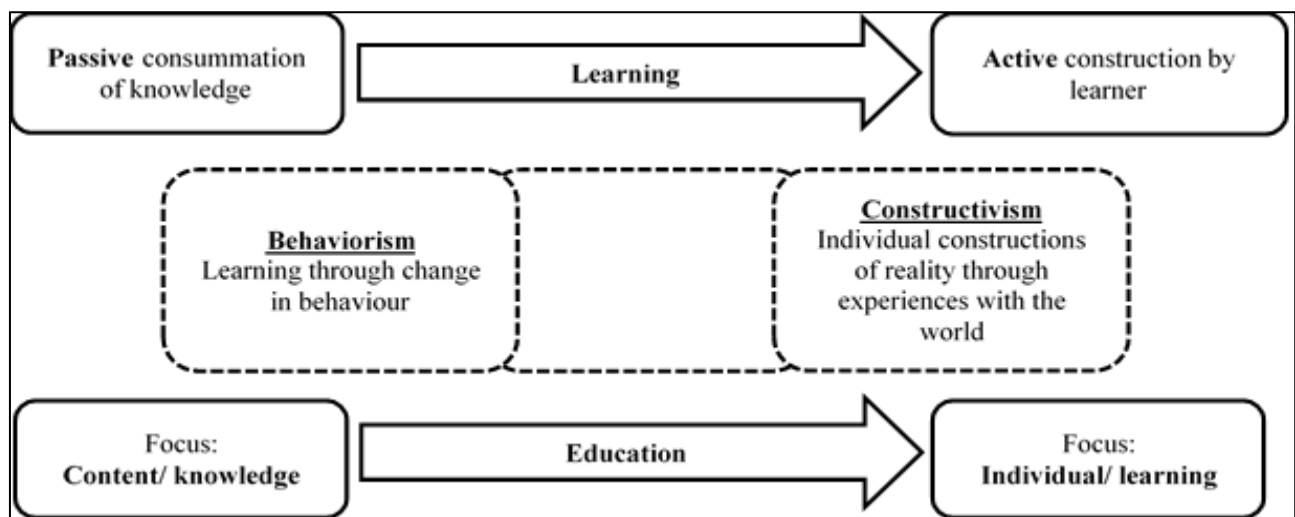 Passive consummation
of knowledge
Learning
Active construction by
learner
Behaviorism
Learning through change
in behaviour
Constructivism
Individual constructions
of reality through
experiences with the
world
Focus:
Content/ knowledge
Education
Focus:
Individual/ learning